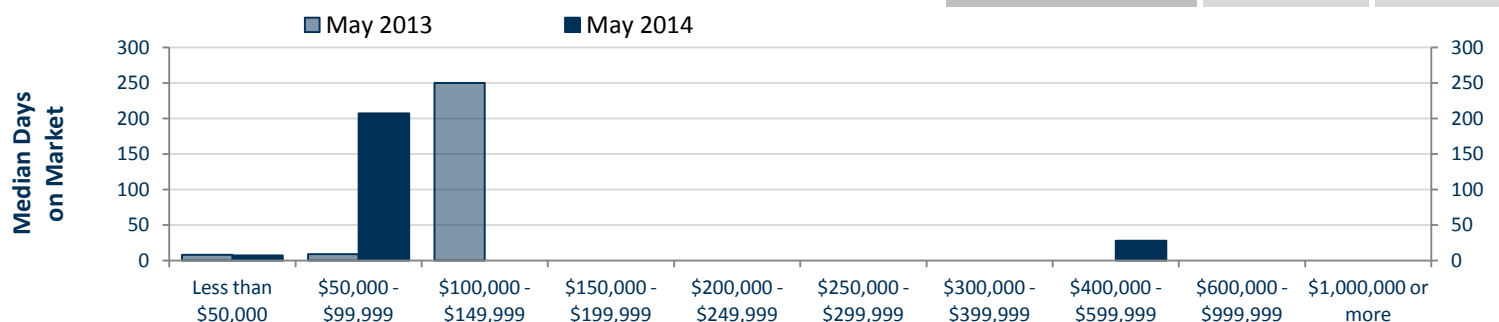 May 2013 May 2014
Median Days
on Market
300 300
250 250
200 200
150 150
100 100
50 50
0 0
Less than $50,000 - $100,000 - $150,000 - $200,000 - $250,000 - $300,000 - $400,000 - $600,000 - $1,000,000 or
$50,000 $99,999 $149,999 $199,999 $249,999 $299,999 $399,999 $599,999 $999,999 more